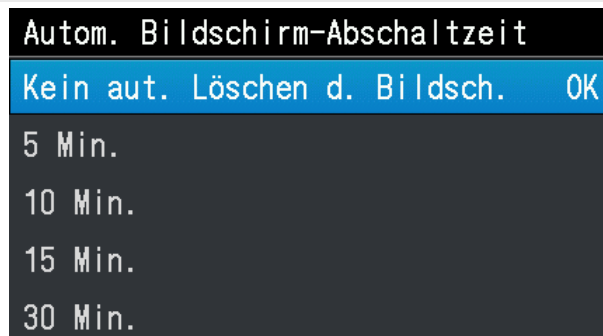 Autom. Bildschirm-Abschaltzeit
Kein aut. Löschen d. Bildsch. OK
5 Min.
10 Min.
15 Min.
30 Min.